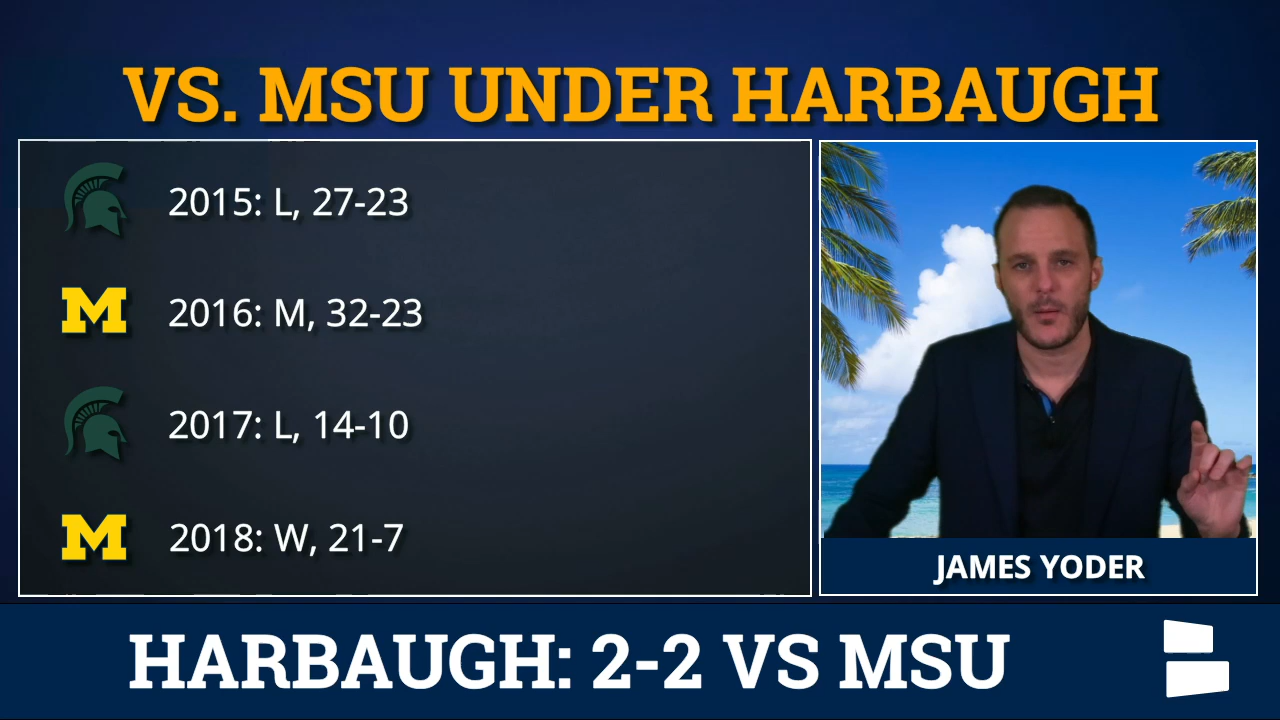 VS. MSU UNDER HARBAUGH
2015: L, 27-23
M 2016: M, 32-23
2017: L, 14-10
M 2018: W, 21-7
JAMES YODER
HARBAUGH: 2-2 VS MSU